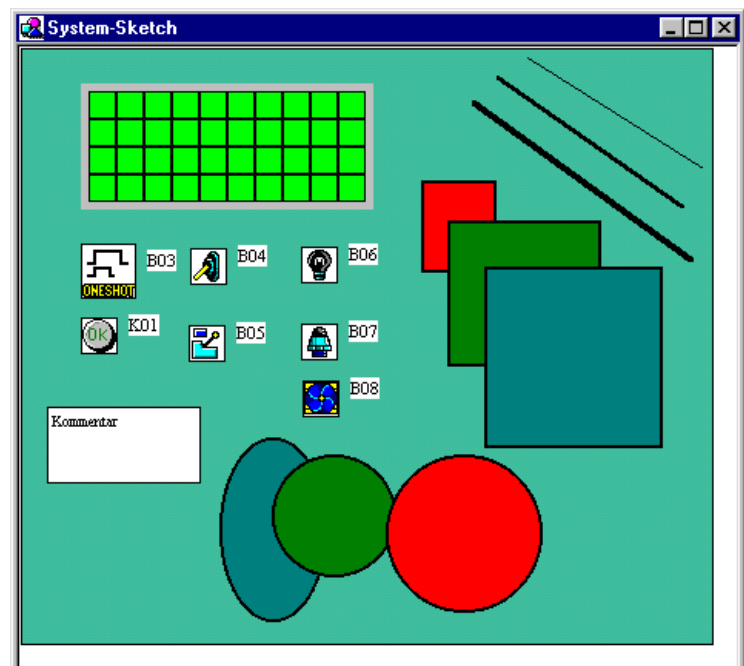 System-Sketch
B03
B04
B06
ONESHOT
OK
K01
B05
B07
B08
Kommentar